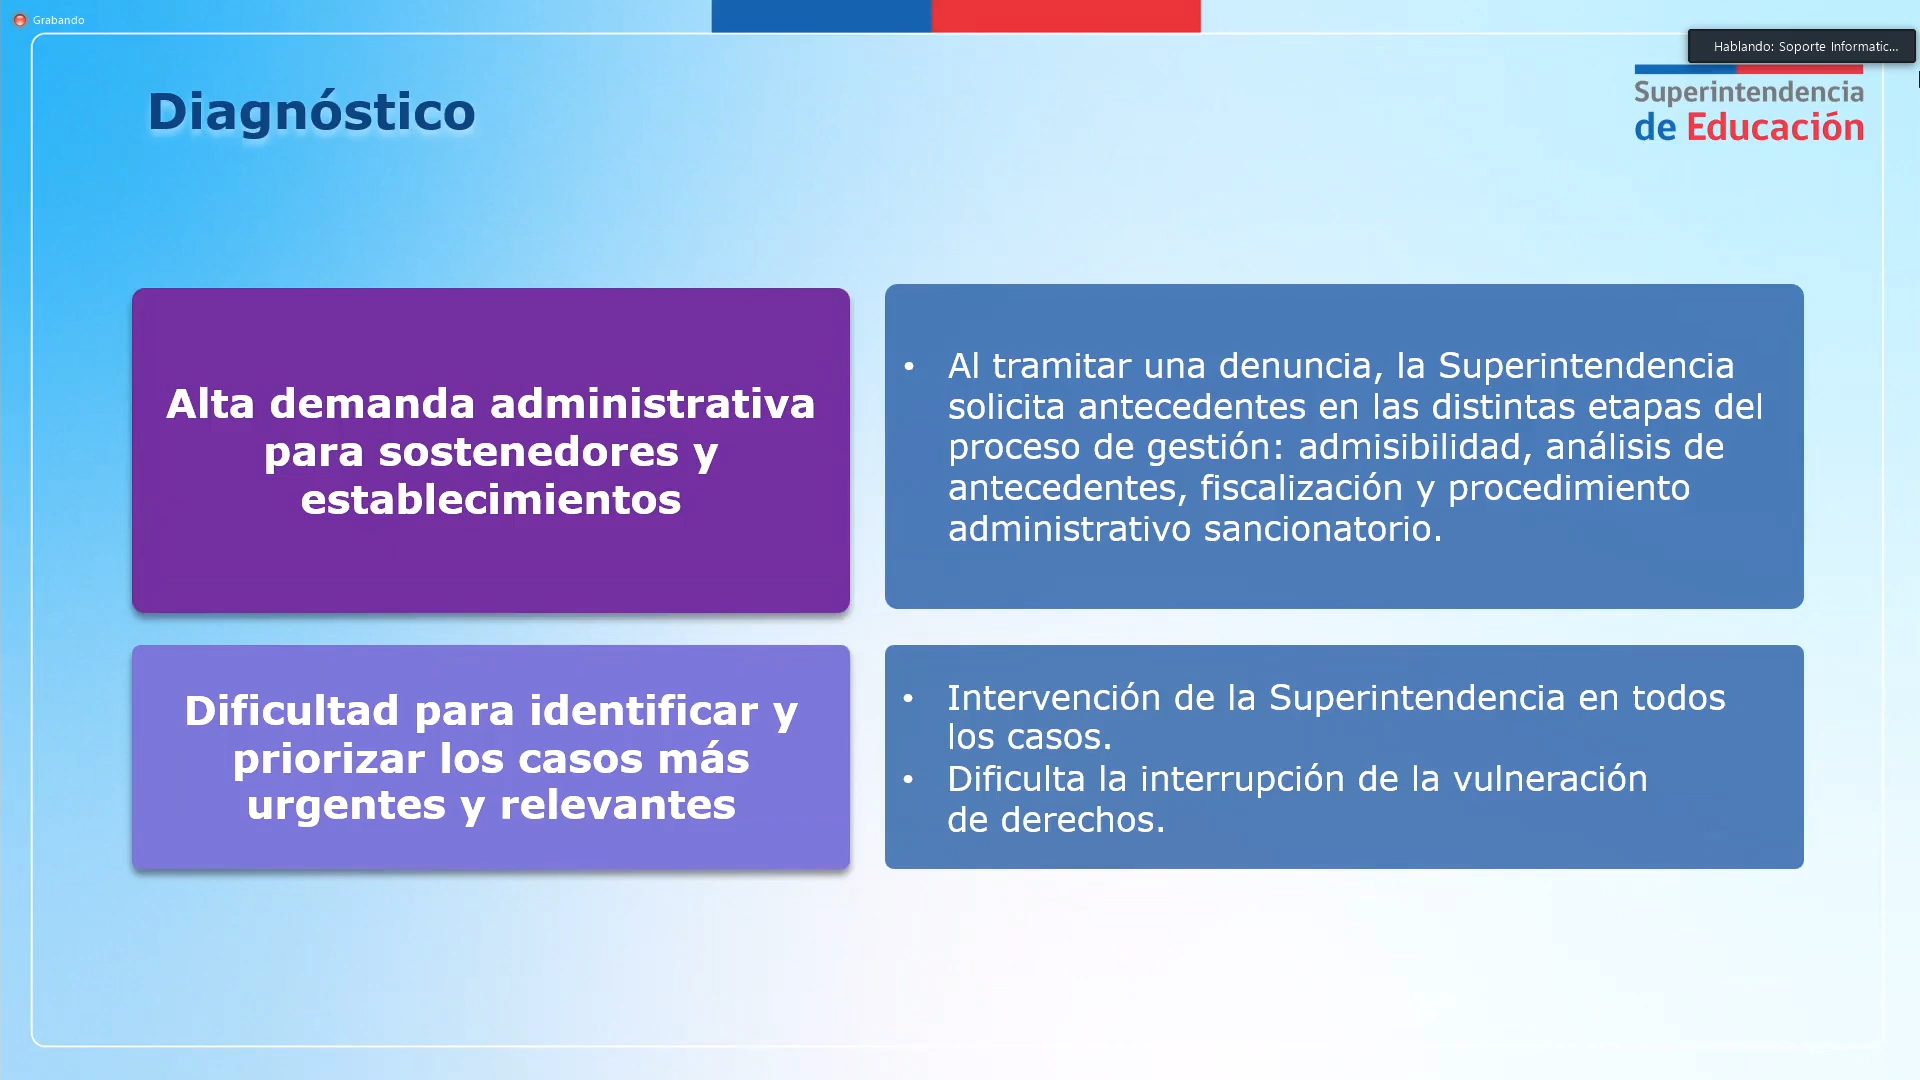 Grabando
Hablando: Soporte Informatic...
Diagnóstico
Superintendencia
de Educación
Alta demanda administrativa
para sostenedores y
establecimientos
• Al tramitar una denuncia, la Superintendencia
solicita antecedentes en las distintas etapas del
proceso de gestión: admisibilidad, análisis de
antecedentes, fiscalización y procedimiento
administrativo sancionatorio.
Dificultad para identificar y
priorizar los casos más
urgentes y relevantes
• Intervención de la Superintendencia en todos
los casos.
• Dificulta la interrupción de la vulneración
de derechos.